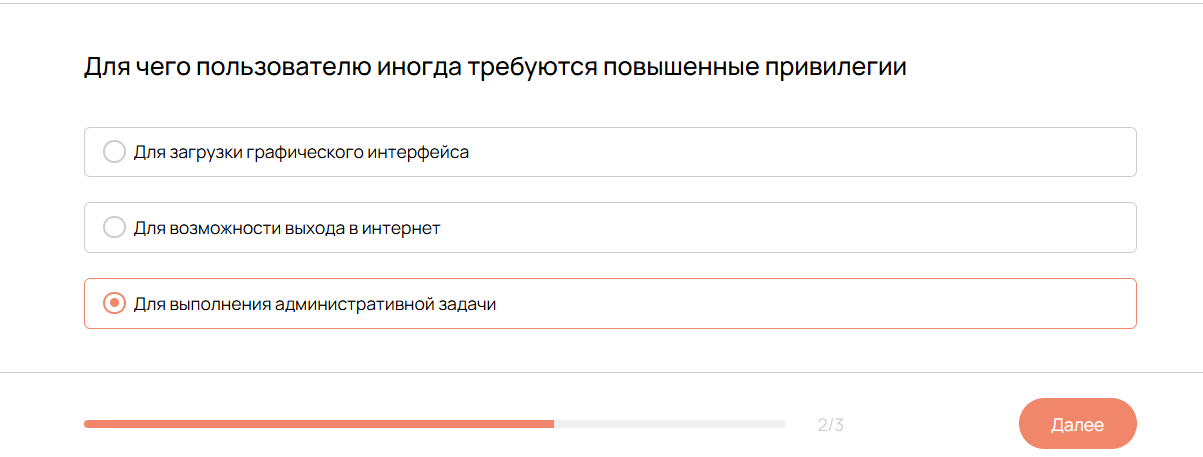 Для чего пользователю иногда требуются повышенные привилегии
Для загрузки графического интерфейса
Для возможности выхода в интернет
Для выполнения административной задачи
2/3
Далее